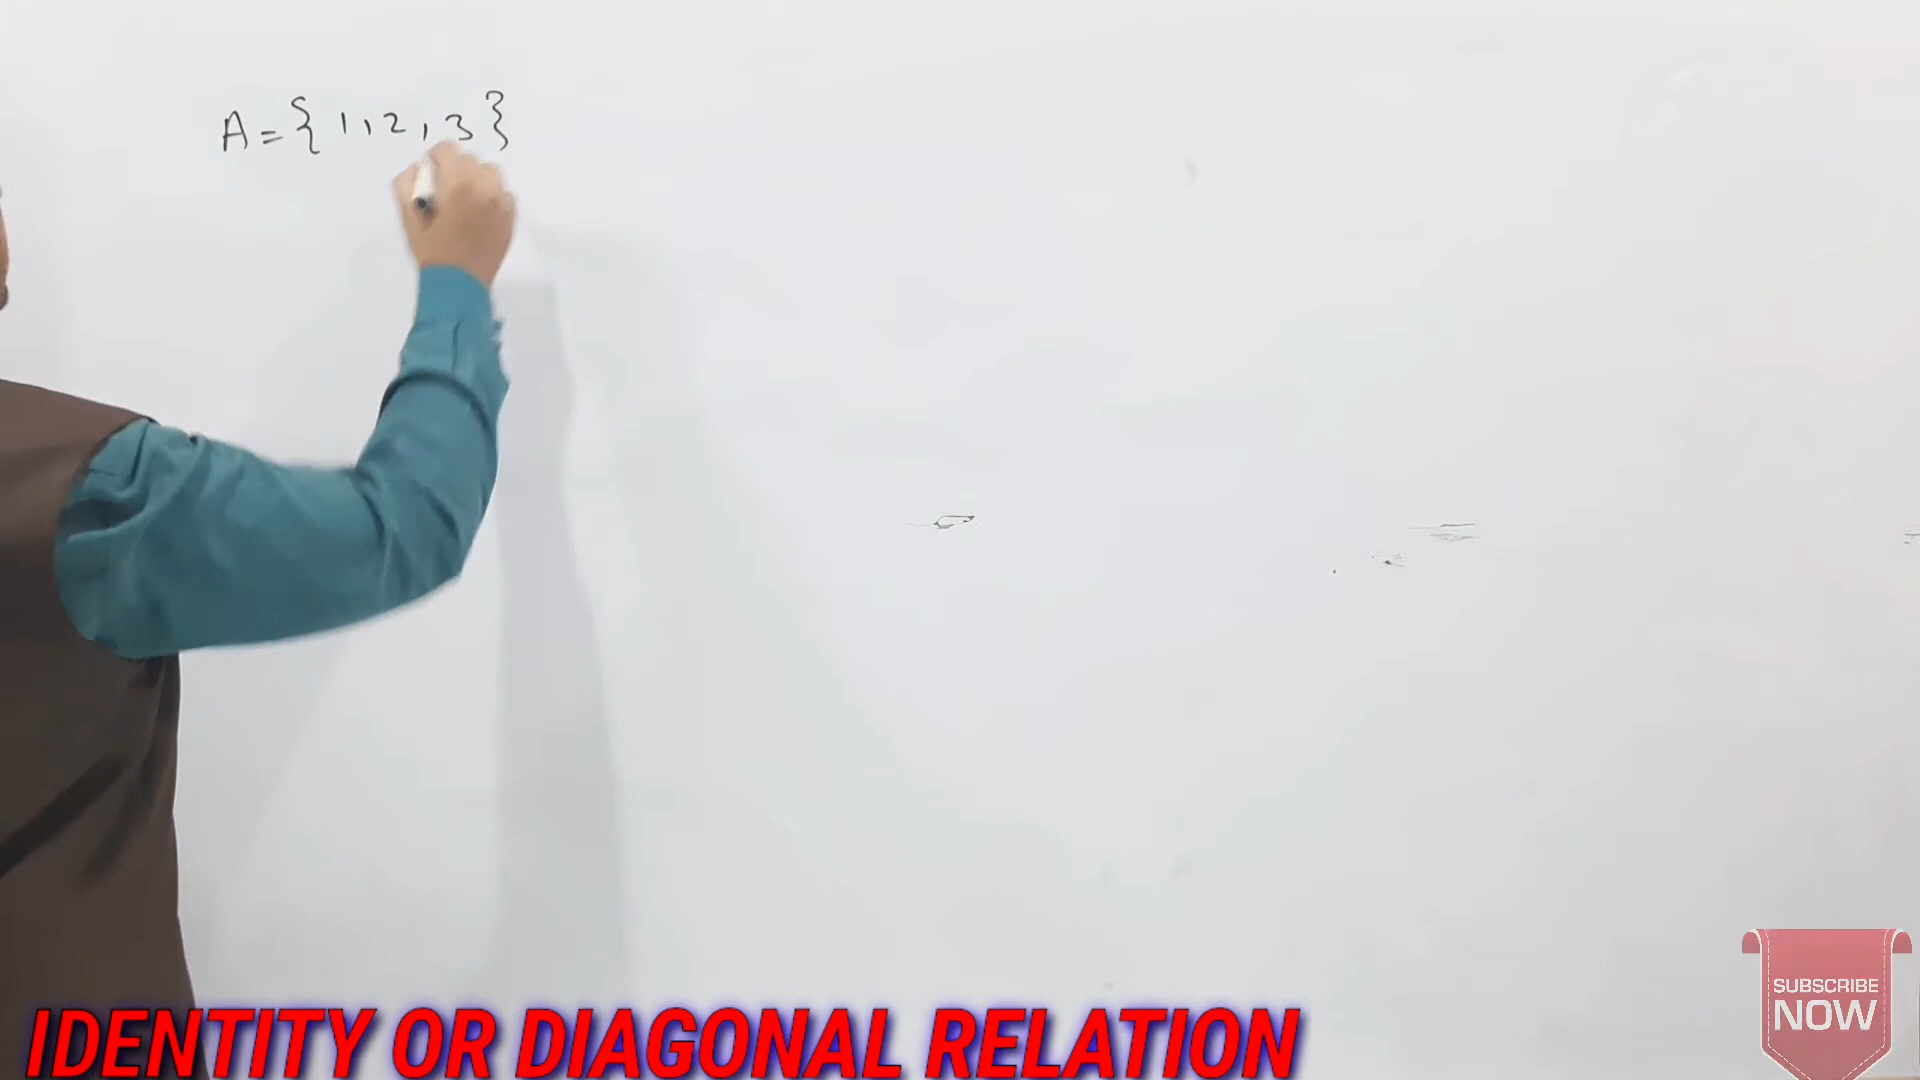 A = { 1, 2, 3 }
SUBSCRIBE
NOW
IDENTITY OR DIAGONAL RELATION